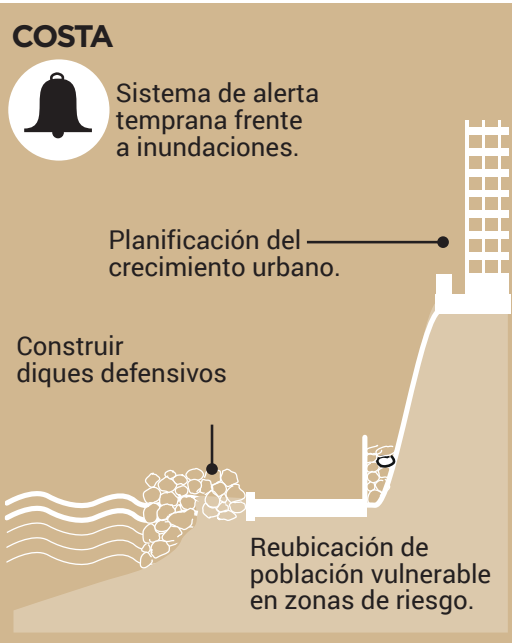 COSTA
Sistema de alerta
temprana frente
a inundaciones.
Planificación del
crecimiento urbano.
Construir
diques defensivos
Reubicación de
población vulnerable
en zonas de riesgo.